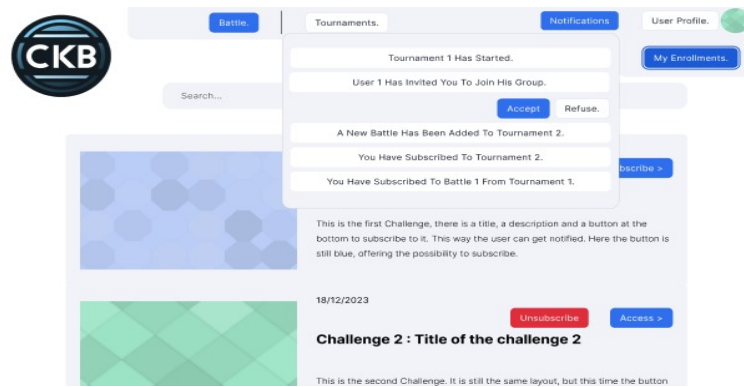 CKB
Battle.
Tournaments.
Notifications
User Profile.
My Enrollments.
Search...
Tournament 1 Has Started.
User 1 Has Invited You To Join His Group.
Accept
Refuse.
A New Battle Has Been Added To Tournament 2.
You Have Subscribed To Tournament 2.
You Have Subscribed To Battle 1 From Tournament 1.
bscribe >
This is the first Challenge, there is a title, a description and a button at the
bottom to subscribe to it. This way the user can get notified. Here the button is
still blue, offering the possibility to subscribe.
18/12/2023
Unsubscribe
Access >
Challenge 2 : Title of the challenge 2
This is the second Challenge. It is still the same layout, but this time the button